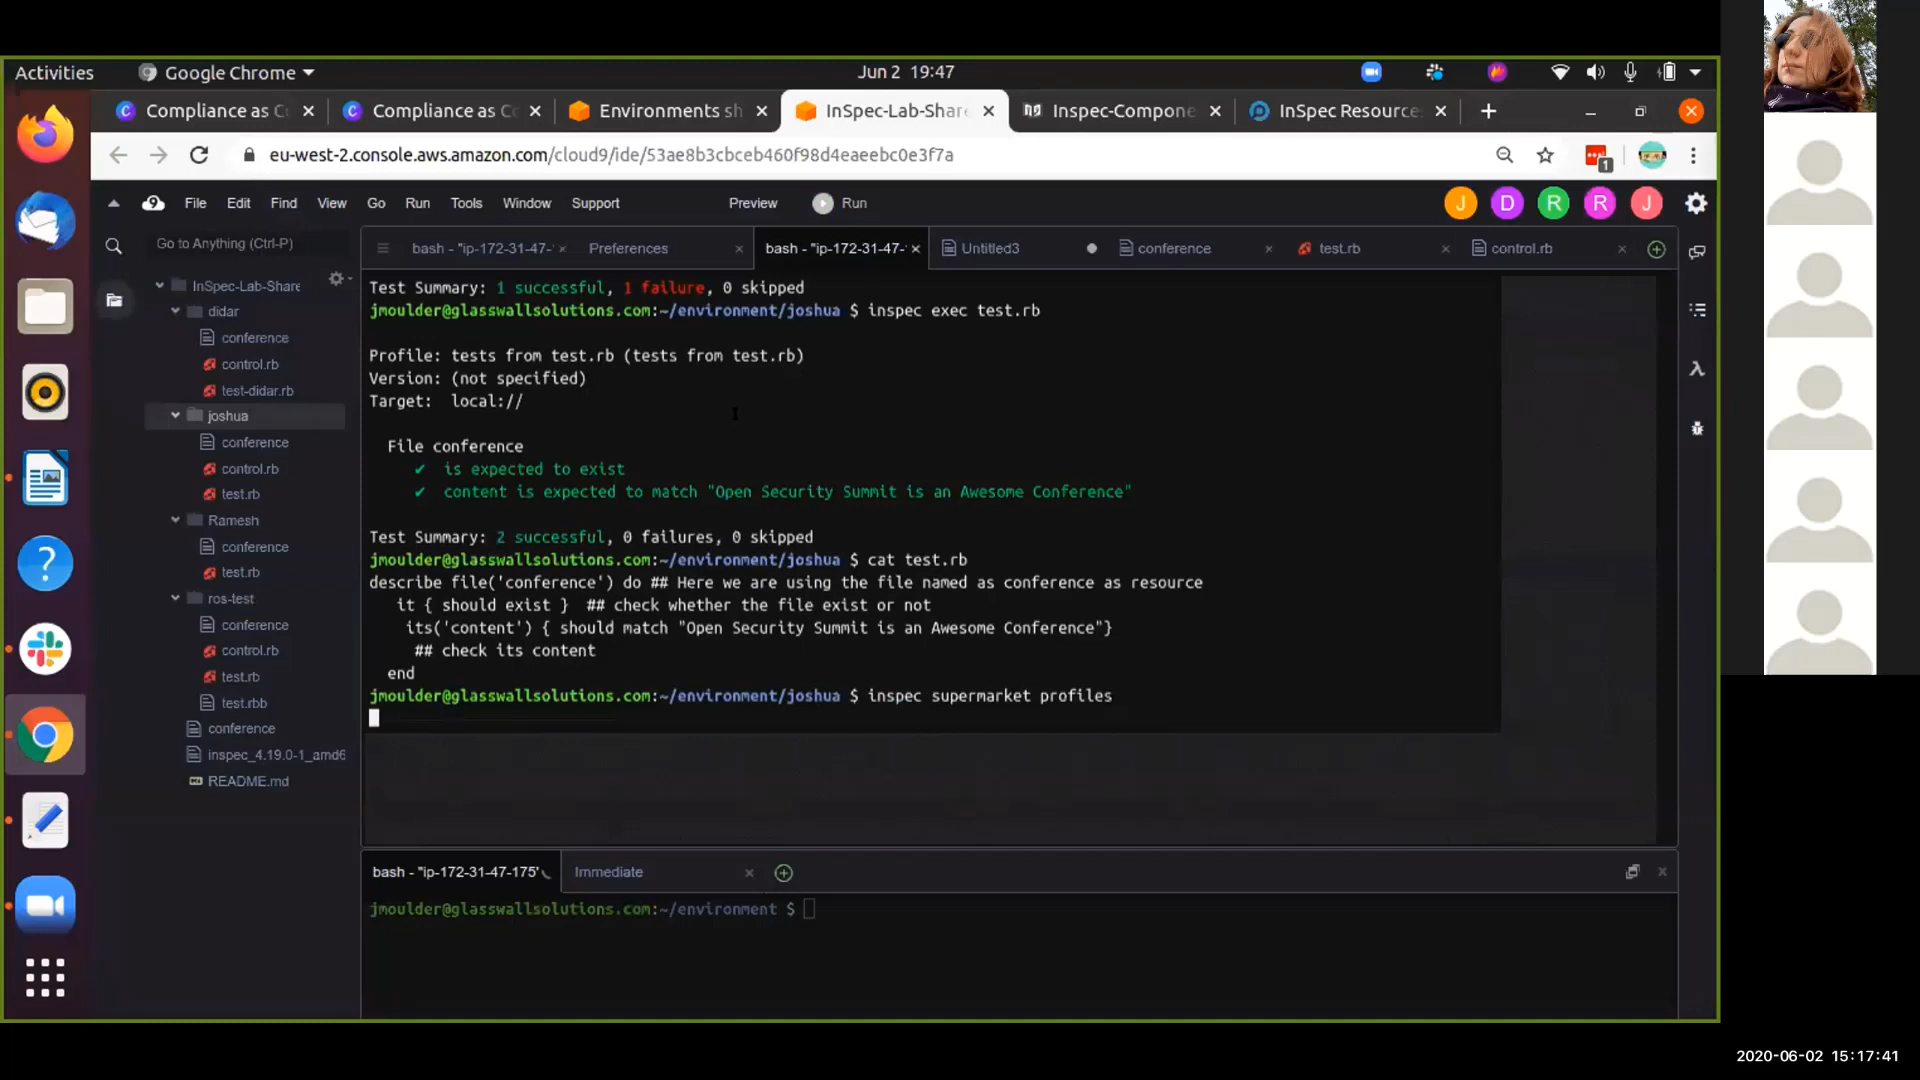 Activities
Google Chrome
Jun 2 19:47
Compliance as C
Compliance as C
Environments sh
InSpec-Lab-Share
Inspec-Compone
InSpec Resource
eu-west-2.console.aws.amazon.com/cloud9/ide/53ae8b3cbceb460f98d4eaeebc0e3f7a
1
9
File
Edit
Find
View
Go
Run
Tools
Window
Support
Preview
Run
J
D
R
R
J
Go to Anything (Ctrl-P)
bash - "ip-172-31-47-
Preferences
bash - "ip-172-31-47-
Untitled3
conference
test.rb
control.rb
InSpec-Lab-Share
didar
conference
control.rb
test-didar.rb
joshua
conference
control.rb
test.rb
Ramesh
conference
test.rb
ros-test
conference
control.rb
test.rb
test.rbb
conference
inspec_4.19.0-1_amd6
README.md
Test Summary: 1 successful, 1 failure, 0 skipped
jmoulder@glasswallsolutions.com:~/environment/joshua $ inspec exec test.rb
Profile: tests from test.rb (tests from test.rb)
Version: (not specified)
Target:  local://
File conference
✔ is expected to exist
✔ content is expected to match "Open Security Summit is an Awesome Conference"
Test Summary: 2 successful, 0 failures, 0 skipped
jmoulder@glasswallsolutions.com:~/environment/joshua $ cat test.rb
describe file('conference') do ## Here we are using the file named as conference as resource
it { should exist }  ## check whether the file exist or not
its('content') { should match "Open Security Summit is an Awesome Conference"}
## check its content
end
jmoulder@glasswallsolutions.com:~/environment/joshua $ inspec supermarket profiles
bash - "ip-172-31-47-175"
Immediate
jmoulder@glasswallsolutions.com:~/environment $
2020-06-02 15:17:41